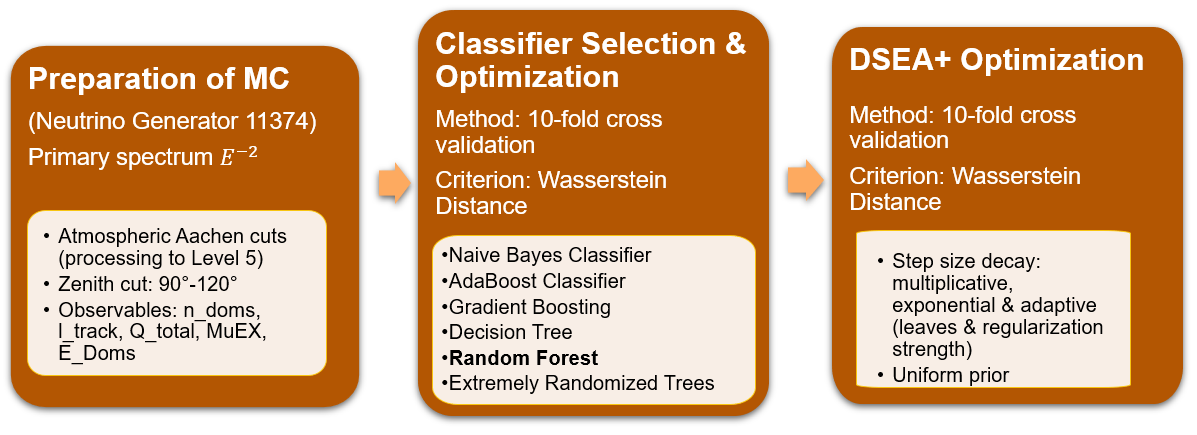 Preparation of MC
(Neutrino Generator 11374)
Primary spectrum E⁻²
• Atmospheric Aachen cuts
(processing to Level 5)
• Zenith cut: 90°-120°
• Observables: n_doms,
l_track, Q_total, MuEX,
E_Doms
Classifier Selection &
Optimization
Method: 10-fold cross
validation
Criterion: Wasserstein
Distance
•Naive Bayes Classifier
•AdaBoost Classifier
•Gradient Boosting
•Decision Tree
•Random Forest
•Extremely Randomized Trees
DSEA+ Optimization
Method: 10-fold cross
validation
Criterion: Wasserstein
Distance
• Step size decay:
multiplicative,
exponential & adaptive
(leaves & regularization
strength)
• Uniform prior